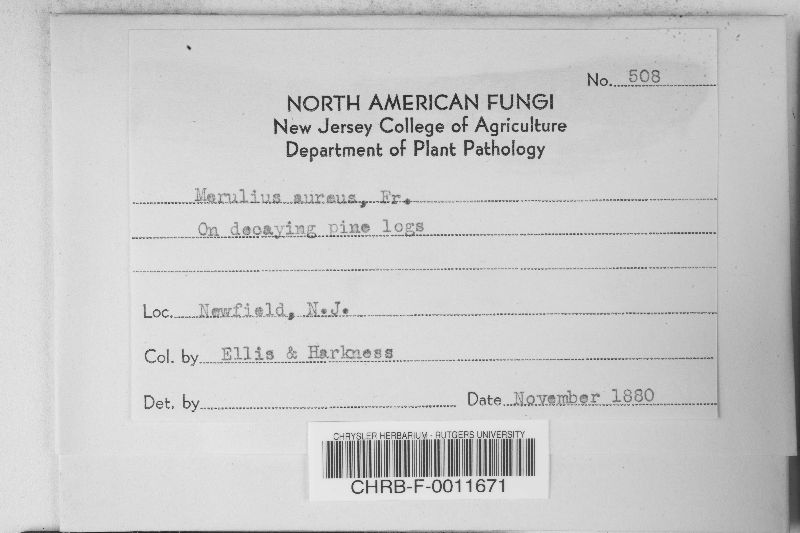 No. 508
NORTH AMERICAN FUNGI
New Jersey College of Agriculture
Department of Plant Pathology
Merulius aureus, Fr.
On decaying pine logs
Loc. Newfield, N.J.
Col. by Ellis & Harkness
Det. by Date November 1880
CHRYSLER HERBARIUM - RUTGERS UNIVERSITY
CHRB-F-0011671